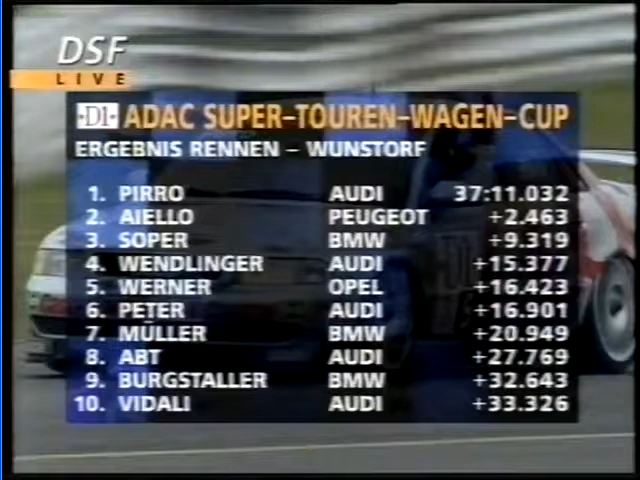 DSF
LIVE
D1 ADAC SUPER-TOUREN-WAGEN-CUP
ERGEBNIS RENNEN - WUNSTORF
1. PIRRO AUDI 37:11.032
2. AIELLO PEUGEOT +2.463
3. SOPER BMW +9.319
4. WENDLINGER AUDI +15.377
5. WERNER OPEL +16.423
6. PETER AUDI +16.901
7. MÜLLER BMW +20.949
8. ABT AUDI +27.769
9. BURGSTALLER BMW +32.643
10. VIDALI AUDI +33.326